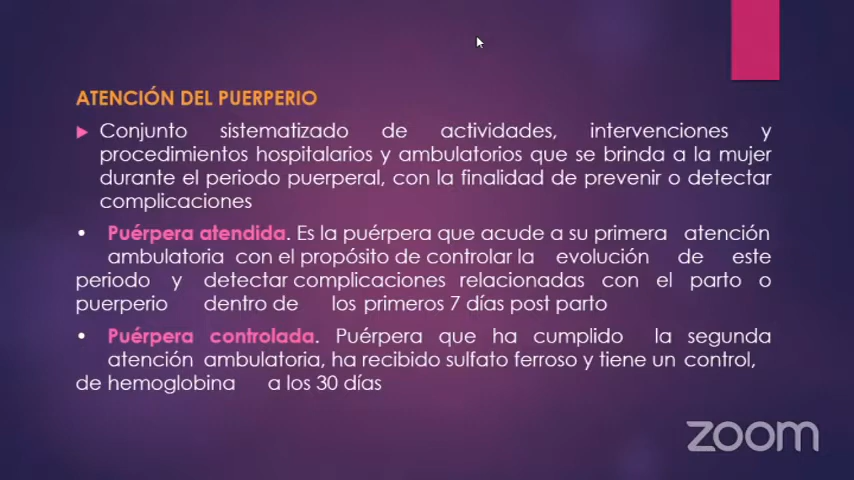 ATENCIÓN DEL PUERPERIO
Conjunto sistematizado de actividades, intervenciones y
procedimientos hospitalarios y ambulatorios que se brinda a la mujer
durante el periodo puerperal, con la finalidad de prevenir o detectar
complicaciones
• Puérpera atendida. Es la puérpera que acude a su primera atención
ambulatoria con el propósito de controlar la evolución de este
periodo y detectar complicaciones relacionadas con el parto o
puerperio dentro de los primeros 7 días post parto
• Puérpera controlada. Puérpera que ha cumplido la segunda
atención ambulatoria, ha recibido sulfato ferroso y tiene un control,
de hemoglobina a los 30 días
zoom